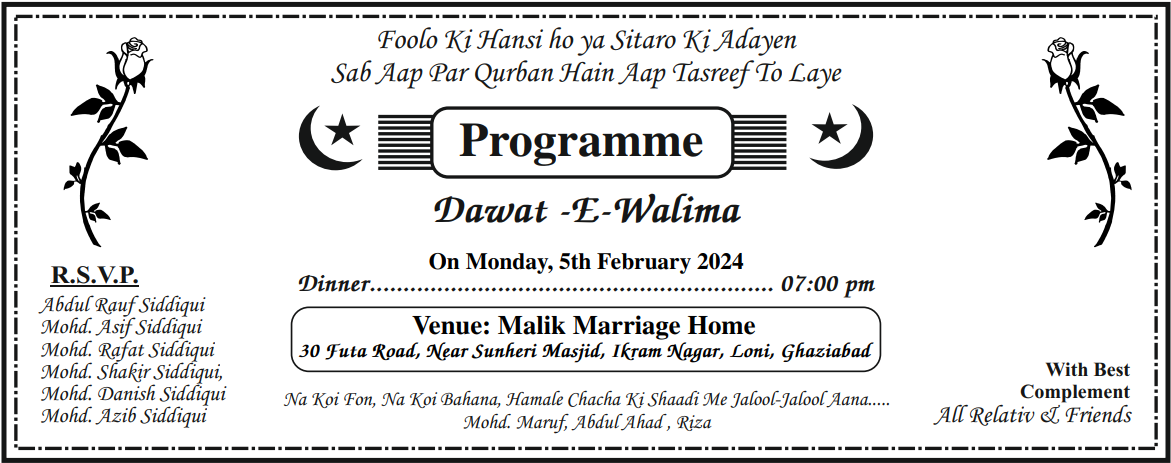 Foolo Ki Hansi ho ya Sitaro Ki Adayen
Sab Aap Par Qurban Hain Aap Tasreef To Laye
Programme
Dawat -E-Walima
On Monday, 5th February 2024
Dinner............................................................ 07:00 pm
Venue: Malik Marriage Home
30 Futa Road, Near Sunheri Masjid, Ikram Nagar, Loni, Ghaziabad
Na Koi Fon, Na Koi Bahana, Hamale Chacha Ki Shaadi Me Jalool-Jalool Aana.....
Mohd. Maruf, Abdul Ahad , Riza
R.S.V.P.
Abdul Rauf Siddiqui
Mohd. Asif Siddiqui
Mohd. Rafat Siddiqui
Mohd. Shakir Siddiqui,
Mohd. Danish Siddiqui
Mohd. Azib Siddiqui
With Best
Complement
All Relativ & Friends